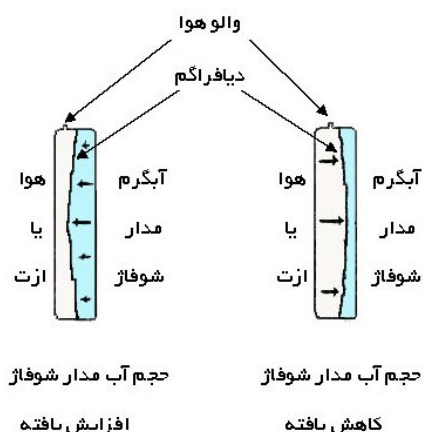 والو هوا
دیافراگم
آبگرم
هوا
آبگرم
هوا
مدار
یا
مدار
یا
شوفاژ
ازت
شوفاژ
ازت
حجم آب مدار شوفاژ
کاهش یافته
حجم آب مدار شوفاژ
افزایش یافته